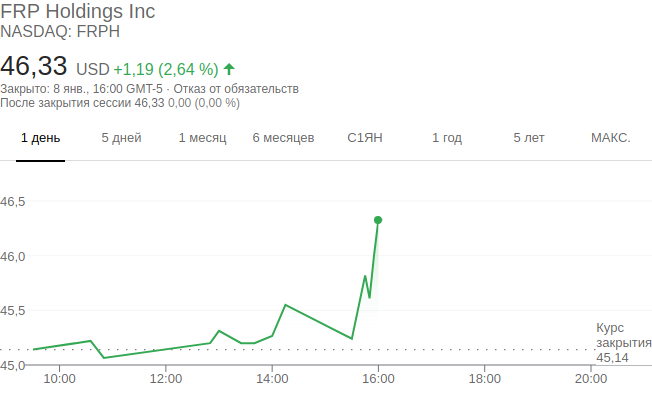 FRP Holdings Inc
NASDAQ: FRPH
46,33 USD +1,19 (2,64 %)
Закрыто: 8 янв., 16:00 GMT-5 · Отказ от обязательств
После закрытия сессии 46,33 0,00 (0,00 %)
1 день 5 дней 1 месяц 6 месяцев С1ЯН 1 год 5 лет МАКС.
46,5
46,0
45,5
Курс
закрытия
45,14
45,0
10:00 12:00 14:00 16:00 18:00 20:00